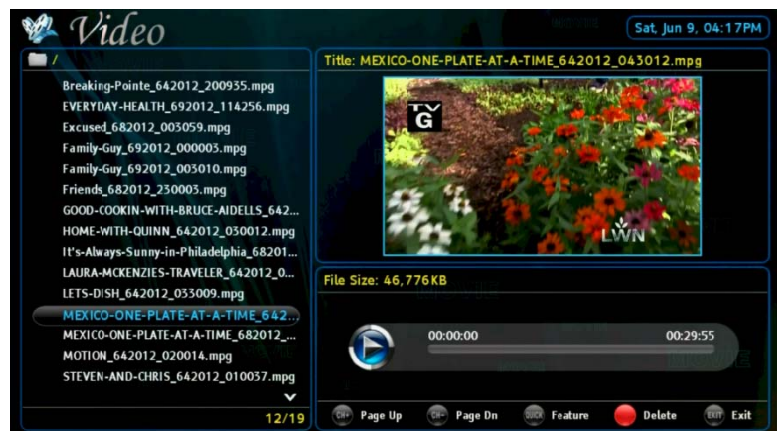 Video
Sat, Jun 9, 04:17PM
/
Breaking-Pointe_642012_200935.mpg
EVERYDAY-HEALTH_692012_114256.mpg
Excused_682012_003059.mpg
Family-Guy_692012_000003.mpg
Family-Guy_692012_003010.mpg
Friends_682012_230003.mpg
GOOD-COOKIN-WITH-BRUCE-AIDELLS_642...
HOME-WITH-QUINN_642012_030012.mpg
It's-Always-Sunny-in-Philadelphia_68201...
LAURA-MCKENZIES-TRAVELER_642012_0...
LETS-DISH_642012_033009.mpg
MEXICO-ONE-PLATE-AT-A-TIME_642...
MEXICO-ONE-PLATE-AT-A-TIME_682012_...
MOTION_642012_020014.mpg
STEVEN-AND-CHRIS_642012_010037.mpg
12/19
Title: MEXICO-ONE-PLATE-AT-A-TIME_642012_043012.mpg
TV
G
LWN
File Size: 46,776KB
00:00:00 00:29:55
CH+ Page Up CH- Page Dn QUICK Feature Delete EXIT Exit